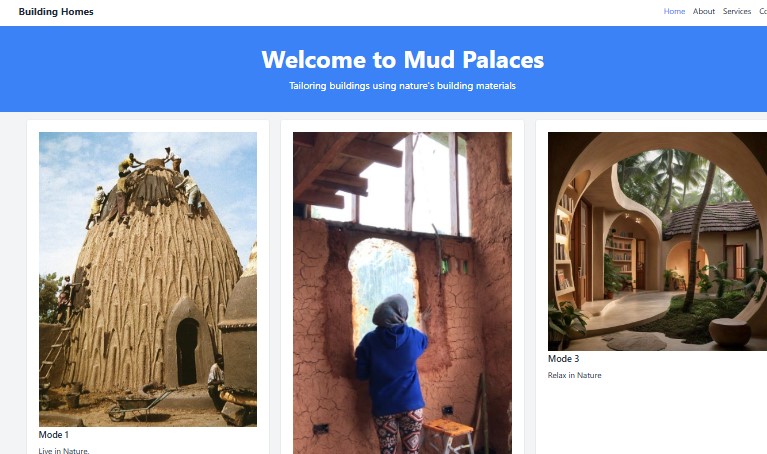 Building Homes
Home About Services
Welcome to Mud Palaces
Tailoring buildings using nature's building materials
Mode 1
Live in Nature.
Mode 3
Relax in Nature